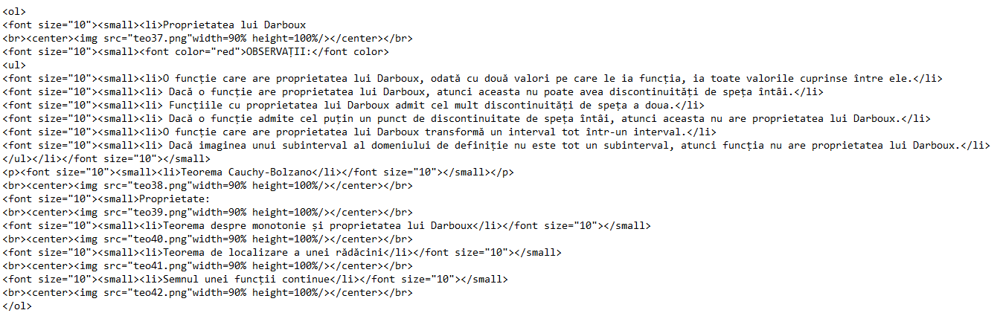 <ol>
<font size="10"><small><li>Proprietatea lui Darboux
<br><center><img src="teo37.png"width=90% height=100%/></center></br>
<font size="10"><small><font color="red">OBSERVAȚII:</font color>
<ul>
<font size="10"><small><li>O funcție care are proprietatea lui Darboux, odată cu două valori pe care le ia funcția, ia toate valorile cuprinse între ele.</li>
<font size="10"><small><li> Dacă o funcție are proprietatea lui Darboux, atunci aceasta nu poate avea discontinuități de speța întâi.</li>
<font size="10"><small><li> Funcțiile cu proprietatea lui Darboux admit cel mult discontinuități de speța a doua.</li>
<font size="10"><small><li> Dacă o funcție admite cel puțin un punct de discontinuitate de speța întâi, atunci aceasta nu are proprietatea lui Darboux.</li>
<font size="10"><small><li>O funcție care are proprietatea lui Darboux transformă un interval tot într-un interval.</li>
<font size="10"><small><li> Dacă imaginea unui subinterval al domeniului de definiție nu este tot un subinterval, atunci funcția nu are proprietatea lui Darboux.</li>
</ul></li></font size="10"></small>
<p><font size="10"><small><li>Teorema Cauchy-Bolzano</li></font size="10"></small></p>
<br><center><img src="teo38.png"width=90% height=100%/></center></br>
<font size="10"><small>Proprietate:
<br><center><img src="teo39.png"width=90% height=100%/></center></br>
<font size="10"><small><li>Teorema despre monotonie și proprietatea lui Darboux</li></font size="10"></small>
<br><center><img src="teo40.png"width=90% height=100%/></center></br>
<font size="10"><small><li>Teorema de localizare a unei rădăcini</li></font size="10"></small>
<br><center><img src="teo41.png"width=90% height=100%/></center></br>
<font size="10"><small><li>Semnul unei funcții continue</li></font size="10"></small>
<br><center><img src="teo42.png"width=90% height=100%/></center></br>
</ol>